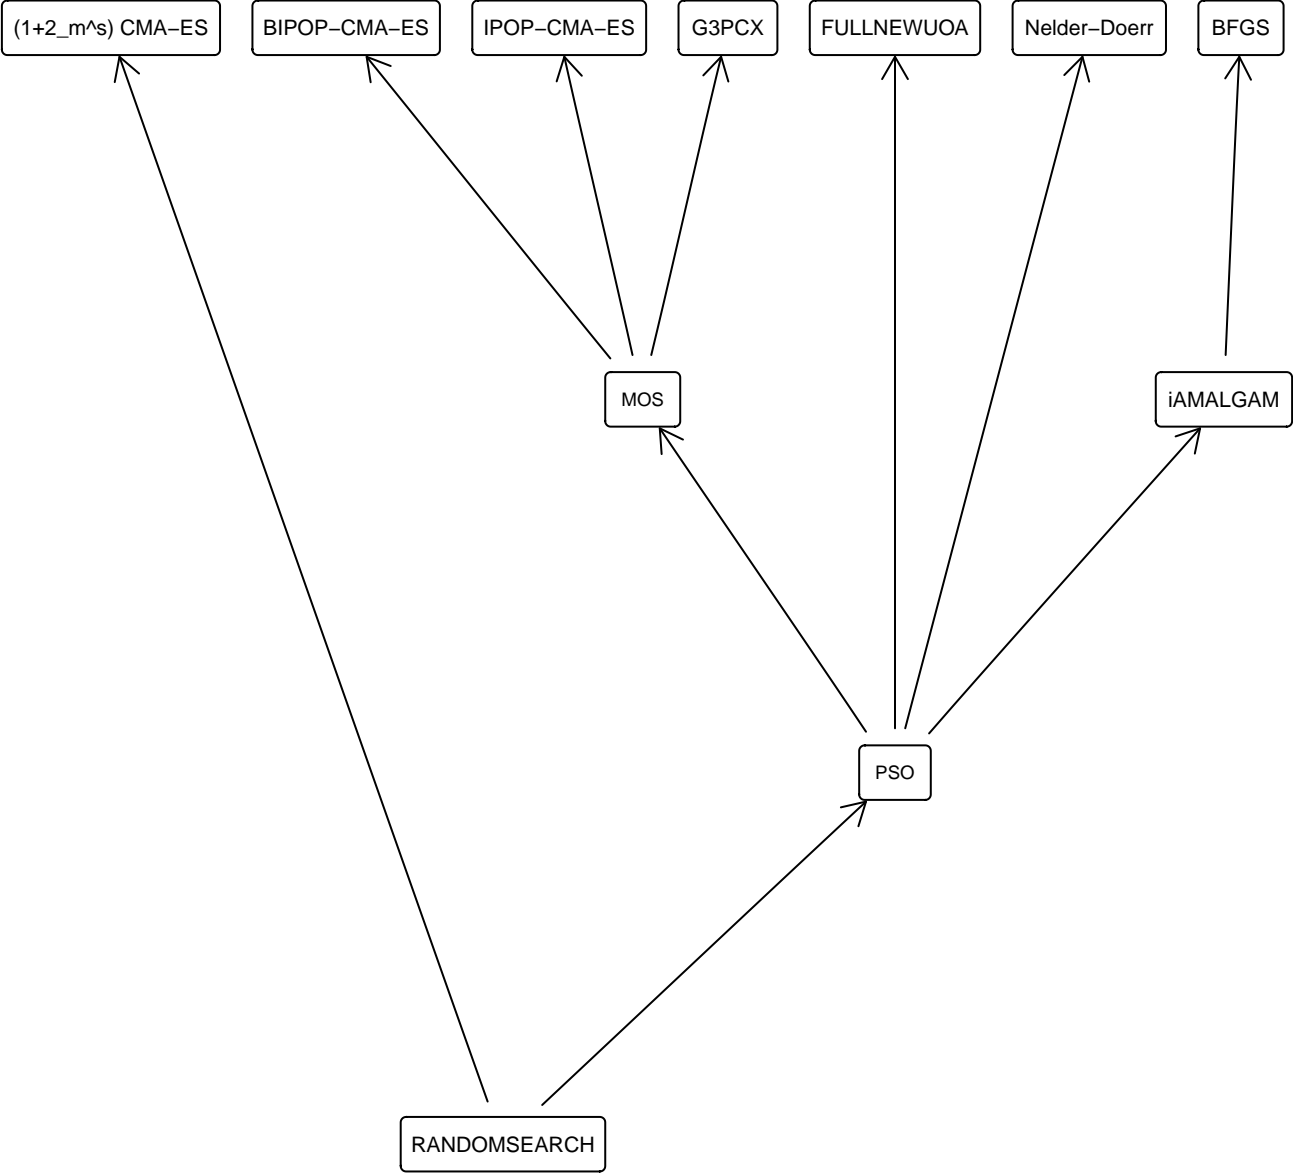 (1+2_m^s) CMA−ES
BIPOP−CMA−ES
IPOP−CMA−ES
G3PCX
FULLNEWUOA
Nelder−Doerr
BFGS
MOS
iAMALGAM
PSO
RANDOMSEARCH